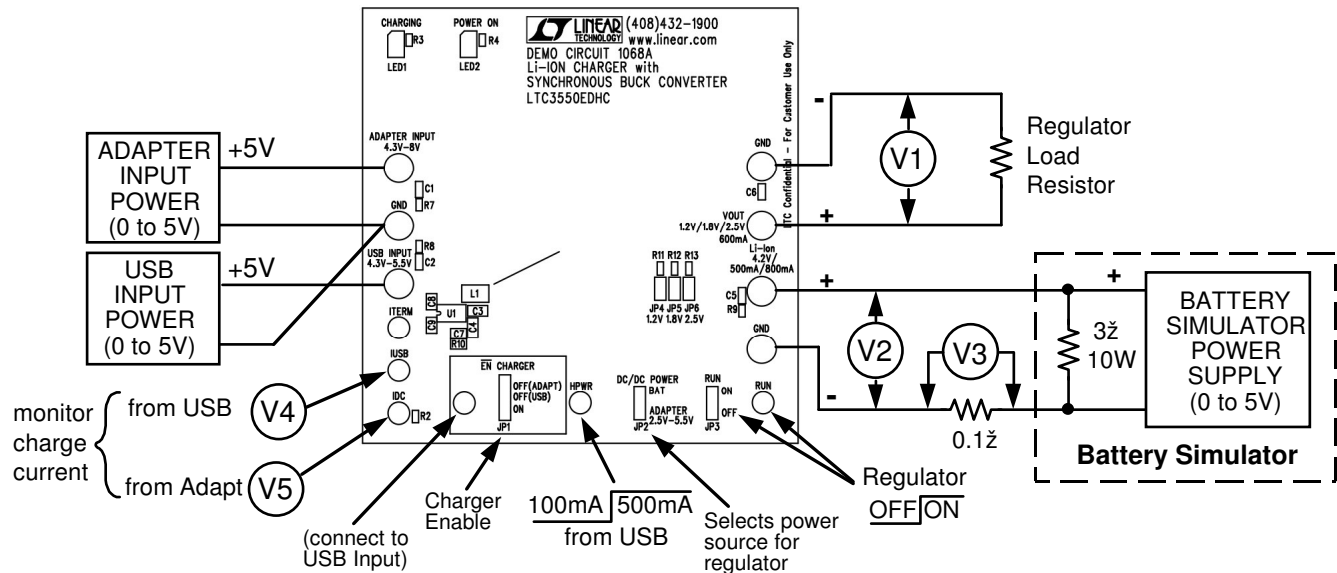 CHARGING
R3
LED1
POWER ON
R4
LED2
LINEAR
TECHNOLOGY
(408)432-1900
www.linear.com
DEMO CIRCUIT 1068A
Li-ION CHARGER with
SYNCHRONOUS BUCK CONVERTER
LTC3550EDHC
LTC Confidential - For Customer Use Only
ADAPTER
INPUT
POWER
(0 to 5V)
+5V
USB
INPUT
POWER
(0 to 5V)
+5V
ADAPTER INPUT
4.3V-8V
C1
R7
GND
R8
C2
USB INPUT
4.3V-5.5V
ITERM
IUSB
IDC
R2
C8
L1
U1
C3
C9
C4
C7
R10
GND
C6
VOUT
1.2V/1.8V/2.5V
600mA
Li-Ion
4.2V/
500mA/800mA
R11 R12 R13
JP4 JP5 JP6
1.2V 1.8V 2.5V
C5
R9
GND
EN CHARGER
OFF(ADAPT)
OFF(USB)
ON
JP1
HPWR
DC/DC POWER
BAT
ADAPTER
2.5V-5.5V
JP2
RUN
ON
OFF
JP3
RUN
-
V1
+
Regulator
Load
Resistor
+
V2
-
V3
0.1ž
+
3ž
10W
BATTERY
SIMULATOR
POWER
SUPPLY
(0 to 5V)
Battery Simulator
monitor
charge
current
from USB
V4
from Adapt
V5
(connect to
USB Input)
Charger
Enable
100mA 500mA
from USB
Selects power
source for
regulator
Regulator
OFF ON